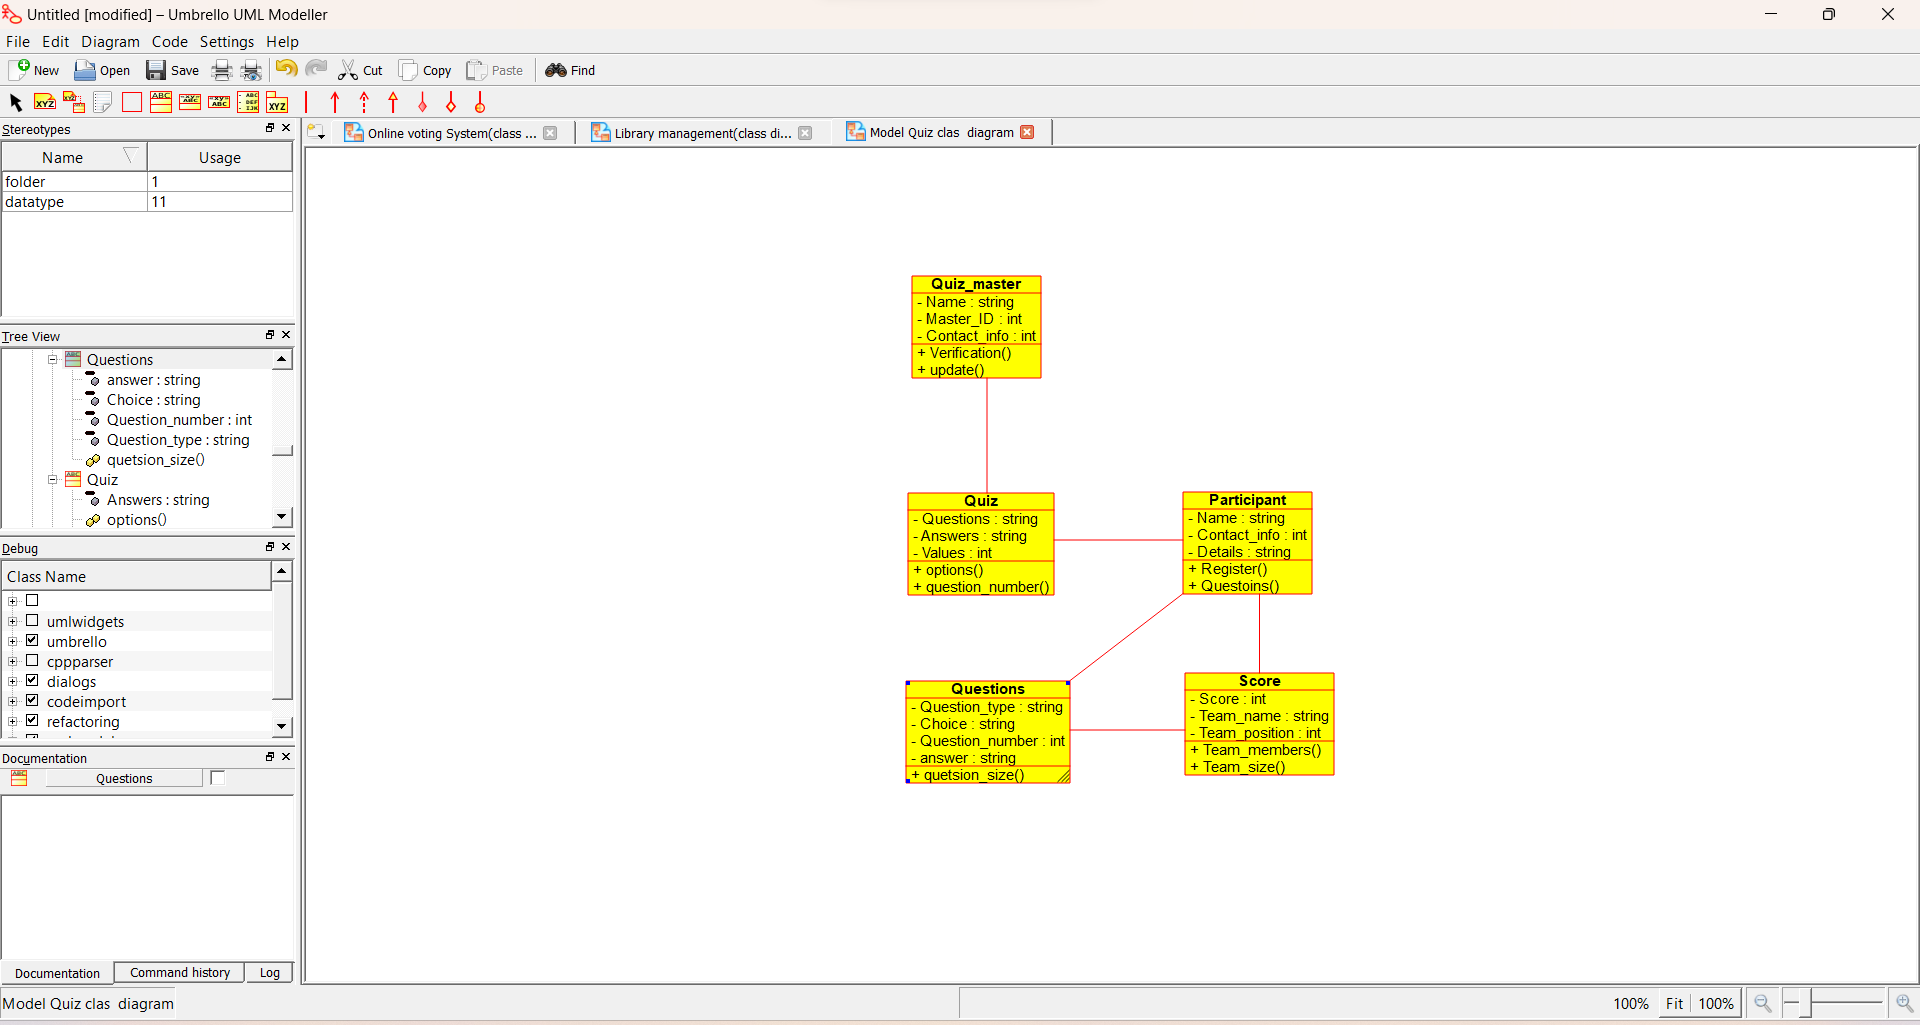 Untitled [modified] – Umbrello UML Modeller
File Edit Diagram Code Settings Help
New Open Save Cut Copy Paste Find
Stereotypes
Name Usage
folder 1
datatype 11
Tree View
Questions
answer : string
Choice : string
Question_number : int
Question_type : string
quetsion_size()
Quiz
Answers : string
options()
Debug
Class Name
umlwidgets
umbrello
cppparser
dialogs
codeimport
refactoring
Documentation
Questions
Documentation Command history Log
Online voting System(class ... Library management(class di... Model Quiz clas diagram
Quiz_master
- Name : string
- Master_ID : int
- Contact_info : int
+ Verification()
+ update()
Quiz
- Questions : string
- Answers : string
- Values : int
+ options()
+ question_number()
Participant
- Name : string
- Contact_info : int
- Details : string
+ Register()
+ Questoins()
Questions
- Question_type : string
- Choice : string
- Question_number : int
- answer : string
+ quetsion_size()
Score
- Score : int
- Team_name : string
- Team_position : int
+ Team_members()
+ Team_size()
Model Quiz clas diagram
100% Fit 100%